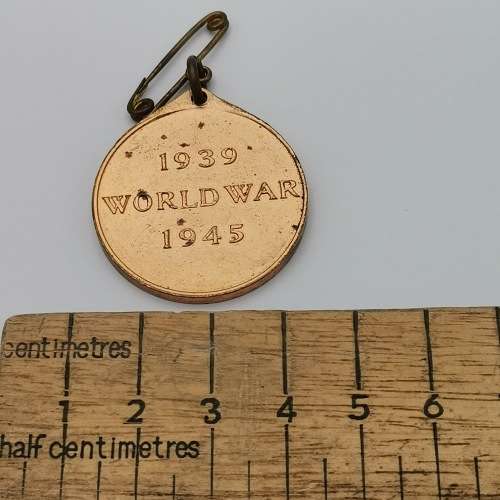 1939
WORLD WAR
1945
centimetres
1 2 3 4 5 6
half centimetres